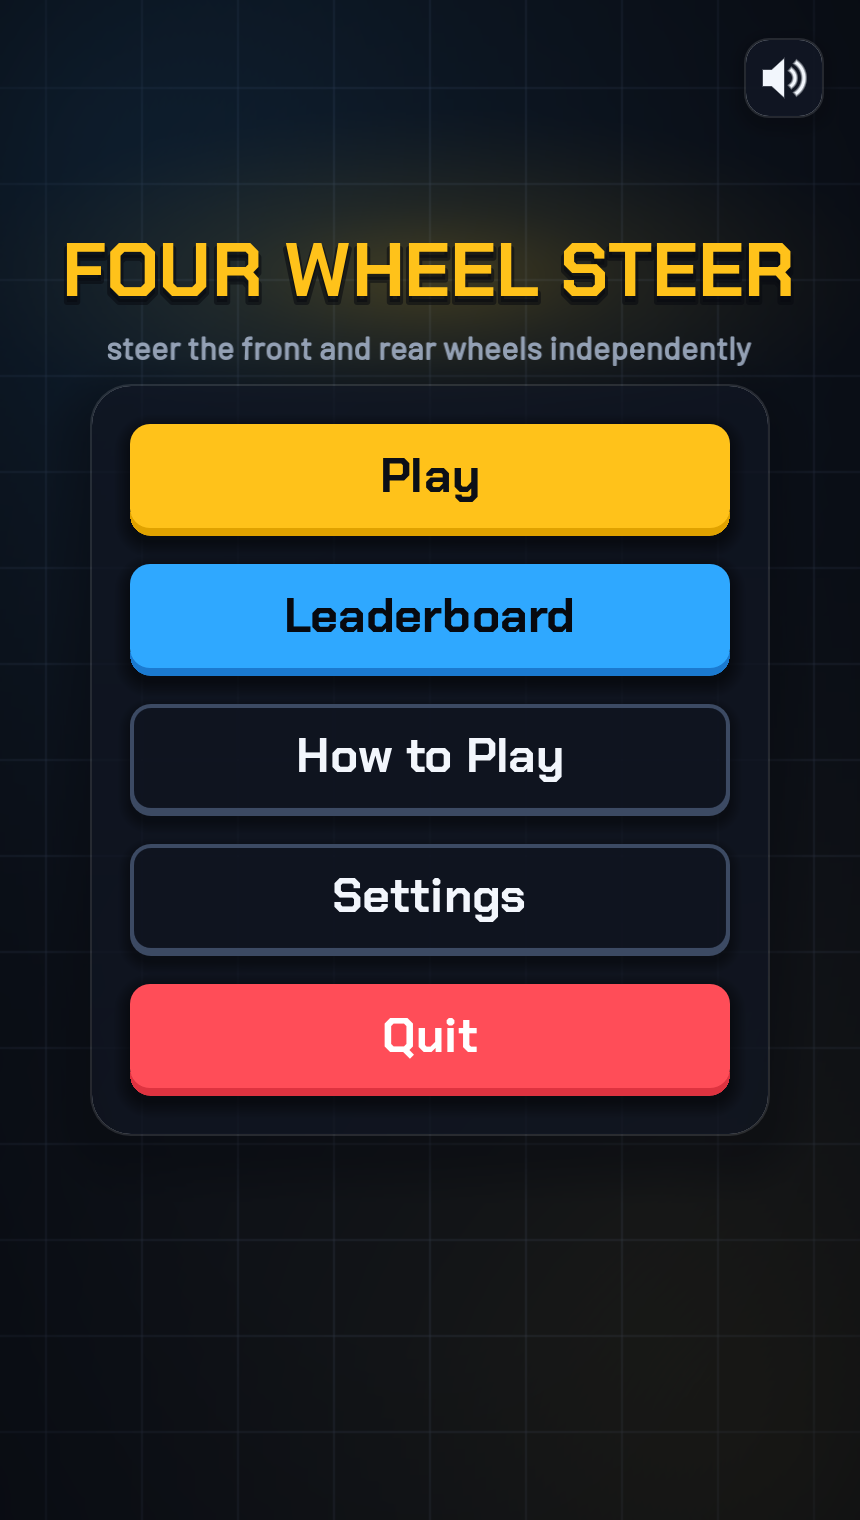 FOUR WHEEL STEER
steer the front and rear wheels independently
Play
Leaderboard
How to Play
Settings
Quit